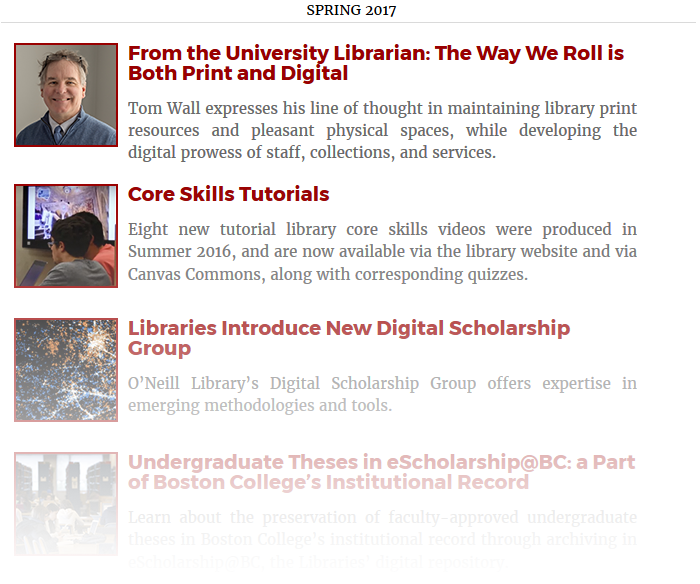 SPRING 2017
From the University Librarian: The Way We Roll is
Both Print and Digital
Tom Wall expresses his line of thought in maintaining library print
resources and pleasant physical spaces, while developing the
digital prowess of staff, collections, and services.
Core Skills Tutorials
Eight new tutorial library core skills videos were produced in
Summer 2016, and are now available via the library website and via
Canvas Commons, along with corresponding quizzes.
Libraries Introduce New Digital Scholarship
Group
O’Neill Library’s Digital Scholarship Group offers expertise in
emerging methodologies and tools.
Undergraduate Theses in eScholarship@BC: a Part
of Boston College’s Institutional Record
Learn about the preservation of faculty-approved undergraduate
theses in Boston College’s institutional record through archiving in
eScholarship@BC, the Libraries’ digital repository.